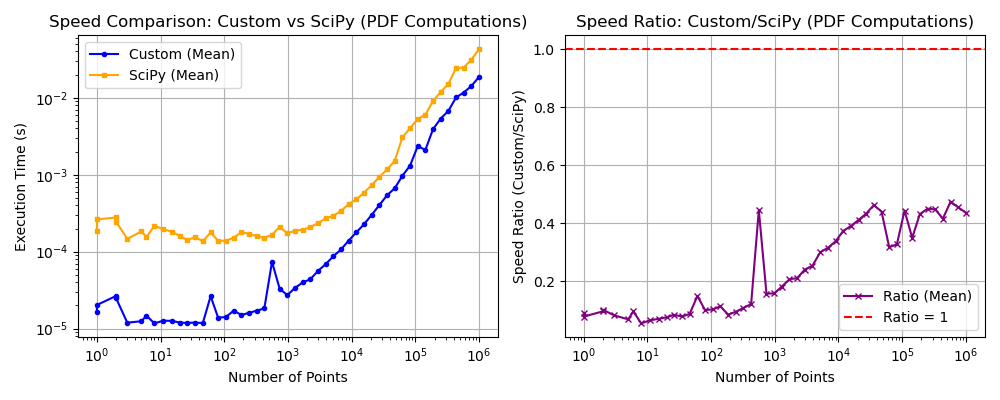 Speed Comparison: Custom vs SciPy (PDF Computations)
Custom (Mean)
SciPy (Mean)
Execution Time (s)
10⁻²
10⁻³
10⁻⁴
10⁻⁵
10⁰ 10¹ 10² 10³ 10⁴ 10⁵ 10⁶
Number of Points
Speed Ratio: Custom/SciPy (PDF Computations)
Speed Ratio (Custom/SciPy)
1.0
0.8
0.6
0.4
0.2
Ratio (Mean)
Ratio = 1
10⁰ 10¹ 10² 10³ 10⁴ 10⁵ 10⁶
Number of Points